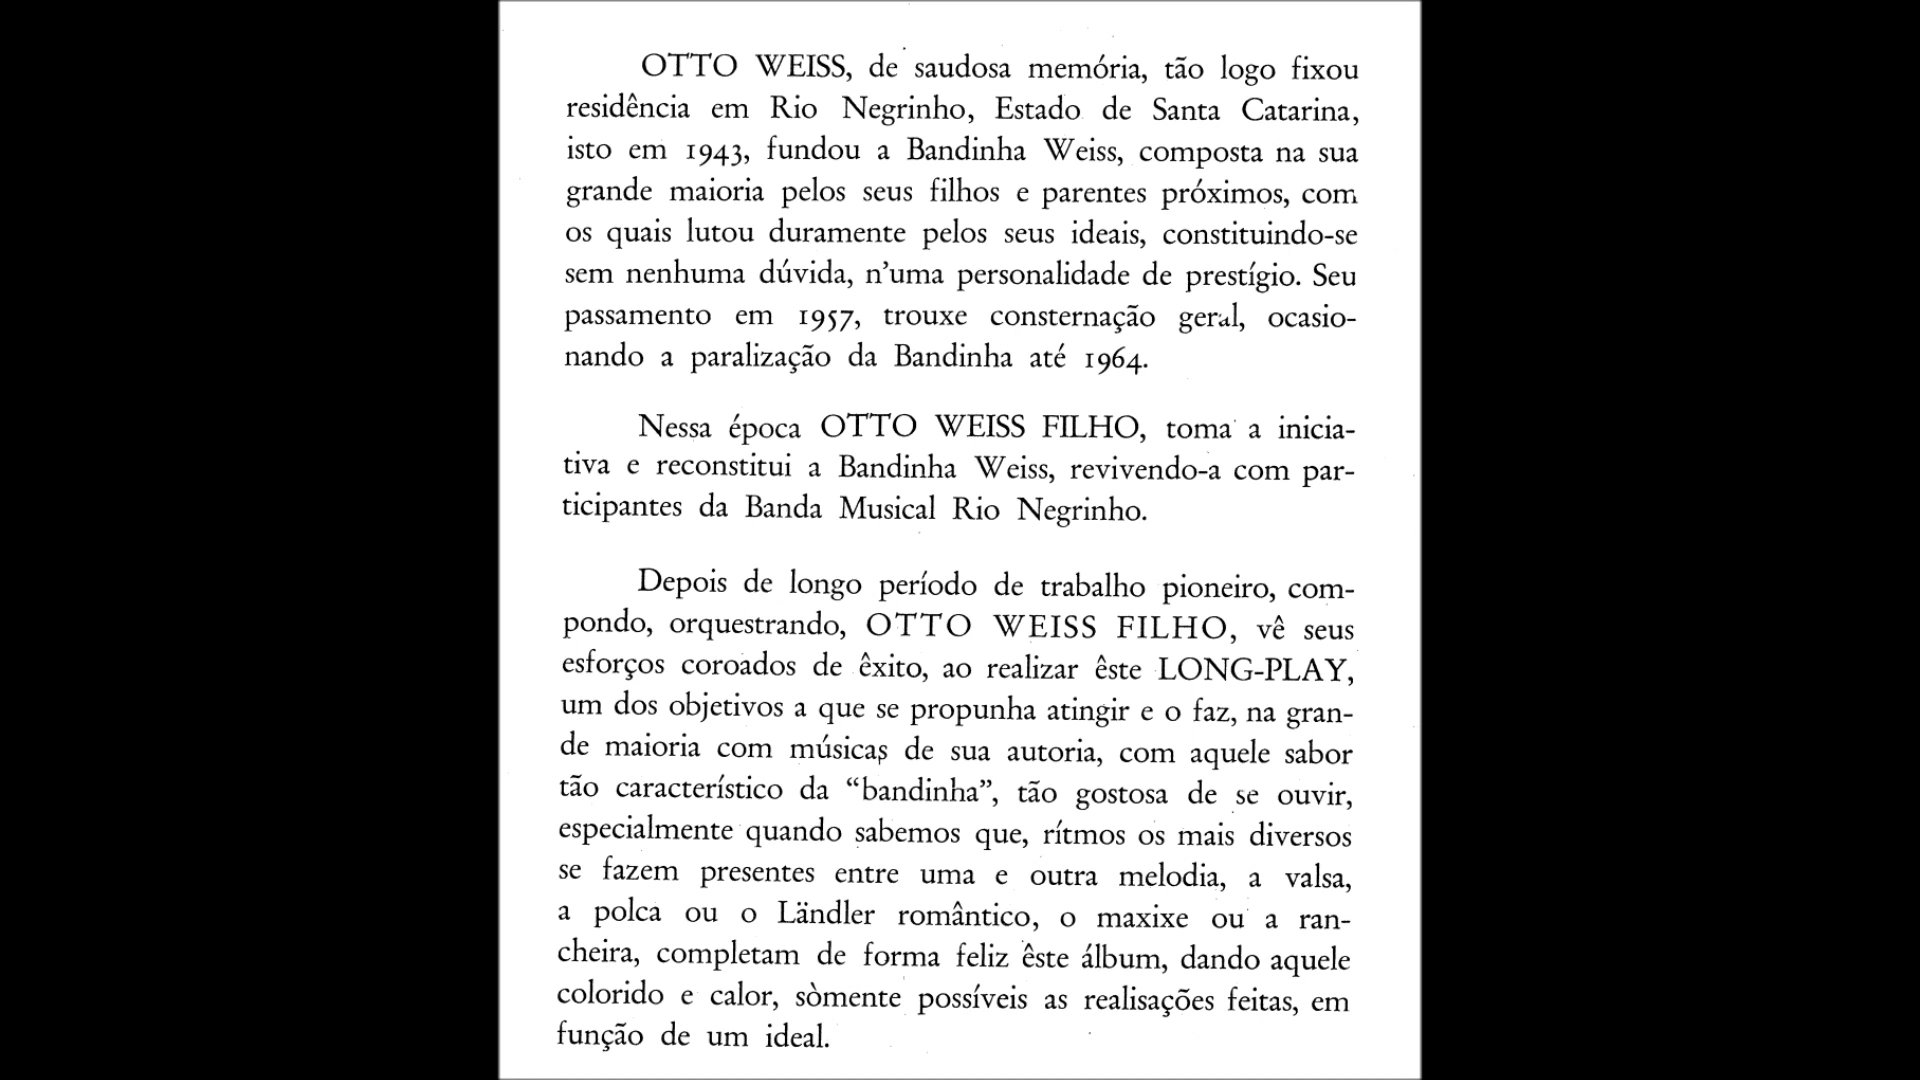 OTTO WEISS, de saudosa memória, tão logo fixou
residência em Rio Negrinho, Estado de Santa Catarina,
isto em 1943, fundou a Bandinha Weiss, composta na sua
grande maioria pelos seus filhos e parentes próximos, com
os quais lutou duramente pelos seus ideais, constituindo-se
sem nenhuma dúvida, n'uma personalidade de prestígio. Seu
passamento em 1957, trouxe consternação geral, ocasio-
nando a paralização da Bandinha até 1964.
Nessa época OTTO WEISS FILHO, toma a inicia-
tiva e reconstitui a Bandinha Weiss, revivendo-a com par-
ticipantes da Banda Musical Rio Negrinho.
Depois de longo período de trabalho pioneiro, com-
pondo, orquestrando, OTTO WEISS FILHO, vê seus
esforços coroados de êxito, ao realizar êste LONG-PLAY,
um dos objetivos a que se propunha atingir e o faz, na gran-
de maioria com músicas de sua autoria, com aquele sabor
tão característico da “bandinha”, tão gostosa de se ouvir,
especialmente quando sabemos que, rítmos os mais diversos
se fazem presentes entre uma e outra melodia, a valsa,
a polca ou o Ländler romântico, o maxixe ou a ran-
cheira, completam de forma feliz êste álbum, dando aquele
colorido e calor, sòmente possíveis as realisações feitas, em
função de um ideal.